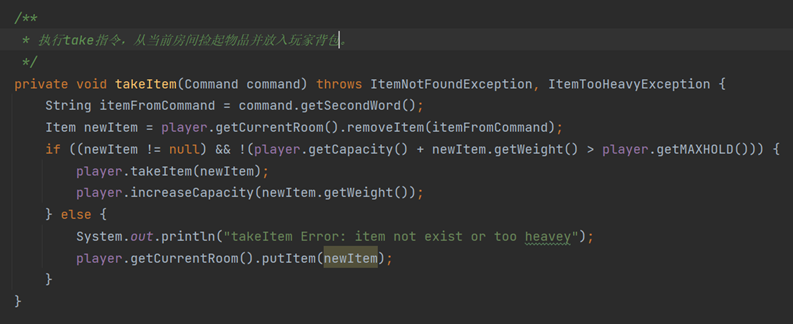 /**
 * 执行take指令，从当前房间捡起物品并放入玩家背包。
 */
private void takeItem(Command command) throws ItemNotFoundException, ItemTooHeavyException {
    String itemFromCommand = command.getSecondWord();
    Item newItem = player.getCurrentRoom().removeItem(itemFromCommand);
    if ((newItem != null) && !(player.getCapacity() + newItem.getWeight() > player.getMAXHOLD())) {
        player.takeItem(newItem);
        player.increaseCapacity(newItem.getWeight());
    } else {
        System.out.println("takeItem Error: item not exist or too heavey");
        player.getCurrentRoom().putItem(newItem);
    }
}